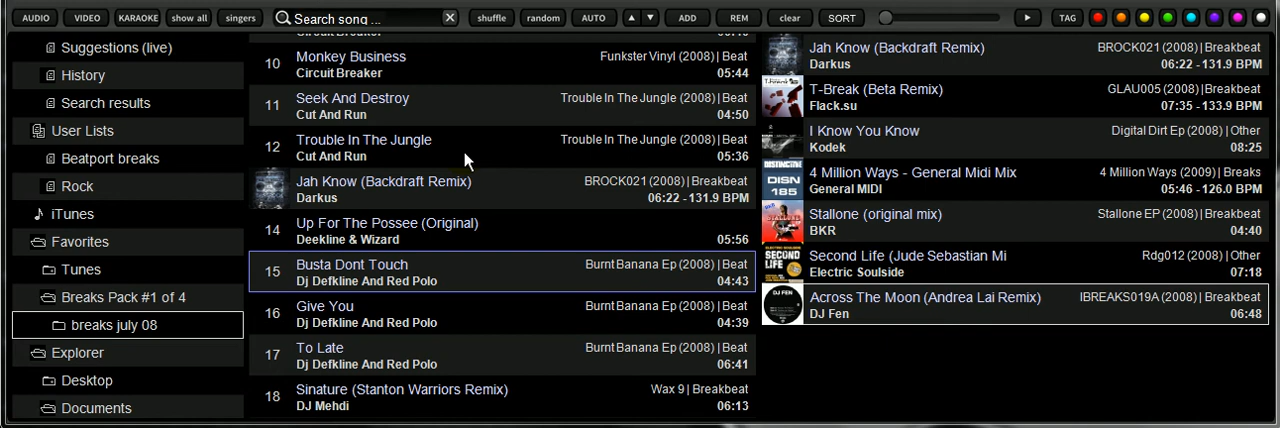 AUDIO VIDEO KARAOKE show all singers Search song ... shuffle random AUTO ADD REM clear SORT TAG
Suggestions (live)
History
Search results
User Lists
Beatport breaks
Rock
iTunes
Favorites
Tunes
Breaks Pack #1 of 4
breaks july 08
Explorer
Desktop
Documents
10 Monkey Business Funkster Vinyl (2008) | Beat
Circuit Breaker 05:44
11 Seek And Destroy Trouble In The Jungle (2008) | Beat
Cut And Run 04:50
12 Trouble In The Jungle Trouble In The Jungle (2008) | Beat
Cut And Run 05:36
Jah Know (Backdraft Remix) BROCK021 (2008) | Breakbeat
Darkus 06:22 - 131.9 BPM
14 Up For The Possee (Original)
Deekline & Wizard 05:56
15 Busta Dont Touch Burnt Banana Ep (2008) | Beat
Dj Defkline And Red Polo 04:43
16 Give You Burnt Banana Ep (2008) | Beat
Dj Defkline And Red Polo 04:39
17 To Late Burnt Banana Ep (2008) | Beat
Dj Defkline And Red Polo 06:41
18 Sinature (Stanton Warriors Remix) Wax 9 | Breakbeat
DJ Mehdi 06:13
Jah Know (Backdraft Remix) BROCK021 (2008) | Breakbeat
Darkus 06:22 - 131.9 BPM
T-Break (Beta Remix) GLAU005 (2008) | Breakbeat
Flack.su 07:35 - 133.9 BPM
I Know You Know Digital Dirt Ep (2008) | Other
Kodek 08:25
DISTINCTIVE
DISN
185
4 Million Ways - General Midi Mix 4 Million Ways (2009) | Breaks
General MIDI 05:46 - 126.0 BPM
Stallone (original mix) Stallone EP (2008) | Breakbeat
BKR 04:40
SECOND
LIFE
Second Life (Jude Sebastian Mi Rdg012 (2008) | Other
Electric Soulside 07:18
DJ FEN
Across The Moon (Andrea Lai Remix) IBREAKS019A (2008) | Breakbeat
DJ Fen 06:48